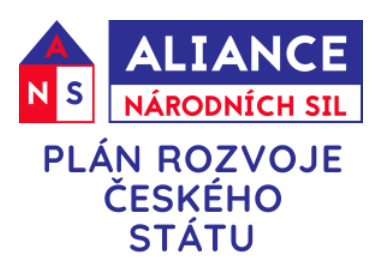 A
N S
ALIANCE
NÁRODNÍCH SIL
PLÁN ROZVOJE
ČESKÉHO
STÁTU